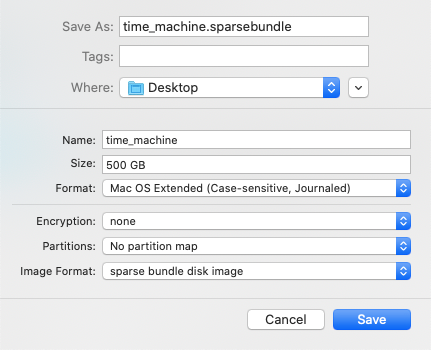 Save As: time_machine.sparsebundle
Tags:
Where: Desktop
Name: time_machine
Size: 500 GB
Format: Mac OS Extended (Case-sensitive, Journaled)
Encryption: none
Partitions: No partition map
Image Format: sparse bundle disk image
Cancel Save